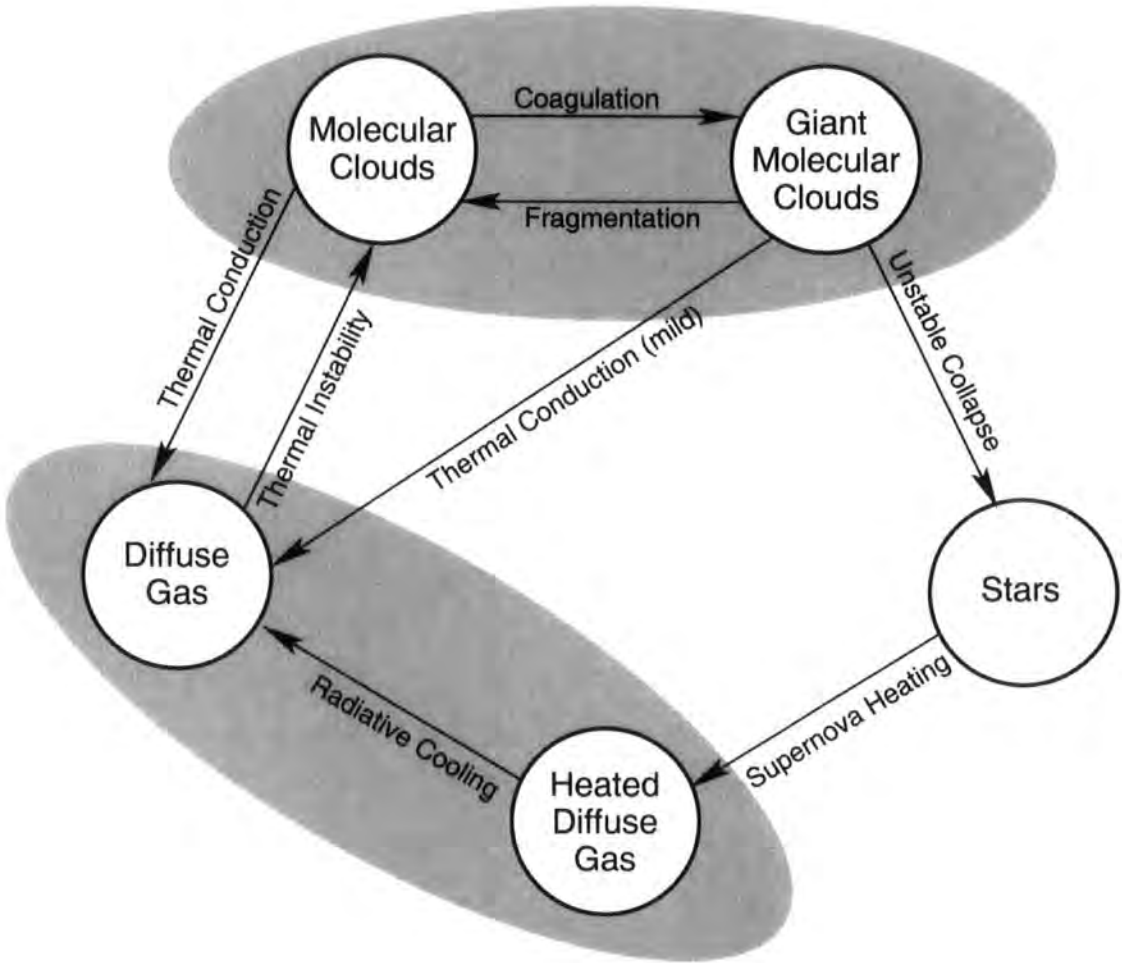 Coagulation
Molecular
Clouds
Giant
Molecular
Clouds
Fragmentation
Thermal Conduction
Thermal Instability
Thermal Conduction (mild)
Unstable Collapse
Diffuse
Gas
Stars
Radiative Cooling
Supernova Heating
Heated
Diffuse
Gas